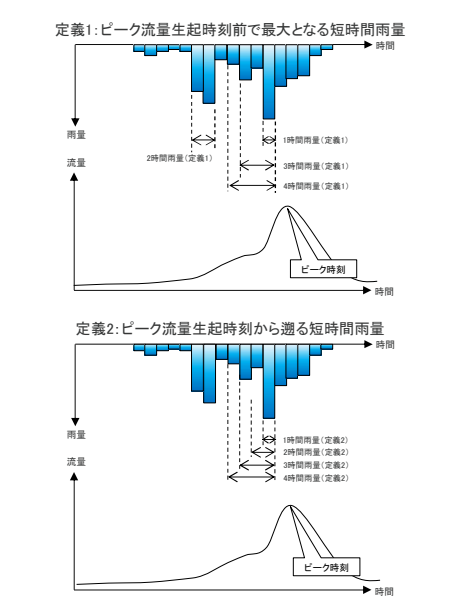 定義1:ピーク流量生起時刻前で最大となる短時間雨量
時間
雨量
1時間雨量(定義1)
2時間雨量(定義1)
3時間雨量(定義1)
4時間雨量(定義1)
流量
ピーク時刻
時間
定義2:ピーク流量生起時刻から遡る短時間雨量
時間
雨量
1時間雨量(定義2)
2時間雨量(定義2)
3時間雨量(定義2)
4時間雨量(定義2)
流量
ピーク時刻
時間